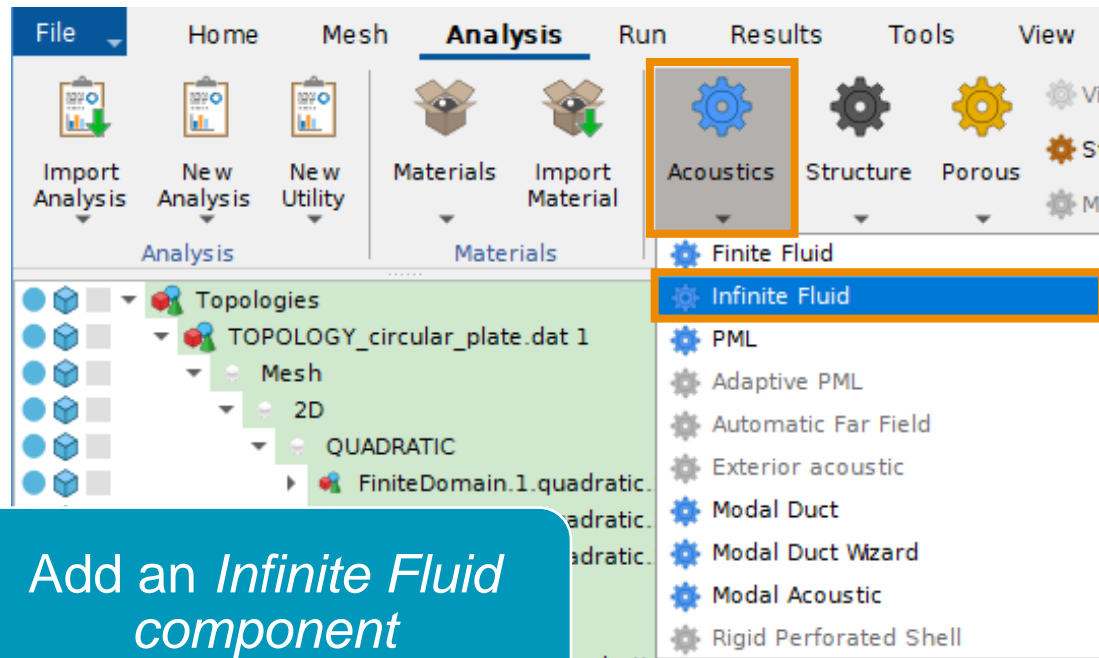 File Home Mesh Analysis Run Results Tools View
Import Analysis
New Analysis
New Utility
Materials
Import Material
Acoustics
Structure
Porous
Analysis
Materials
Finite Fluid
Infinite Fluid
PML
Adaptive PML
Automatic Far Field
Exterior acoustic
Modal Duct
Modal Duct Wizard
Modal Acoustic
Rigid Perforated Shell
Topologies
TOPOLOGY_circular_plate.dat 1
Mesh
2D
QUADRATIC
FiniteDomain.1.quadratic.
adratic.
adratic.
Add an Infinite Fluid
component